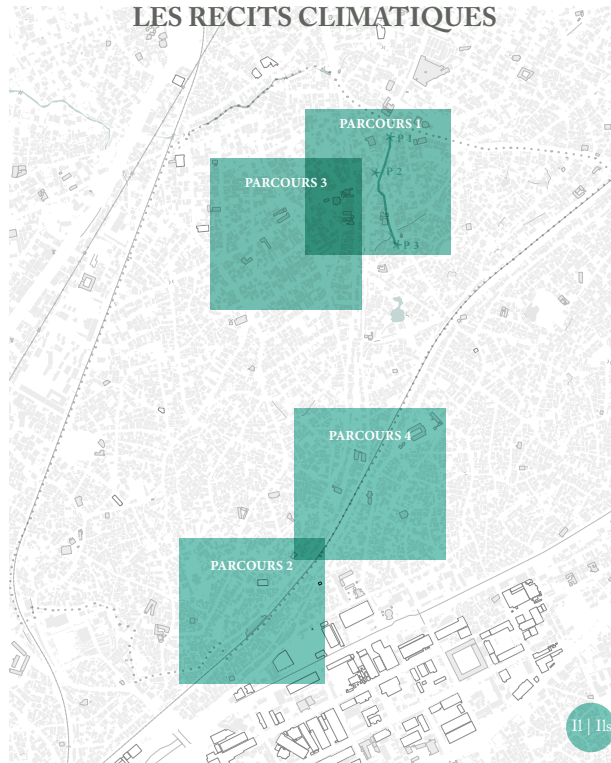 LES RECITS CLIMATIQUES
PARCOURS 1
P 1
P 2
PARCOURS 3
P 3
PARCOURS 4
PARCOURS 2
Il | Ils